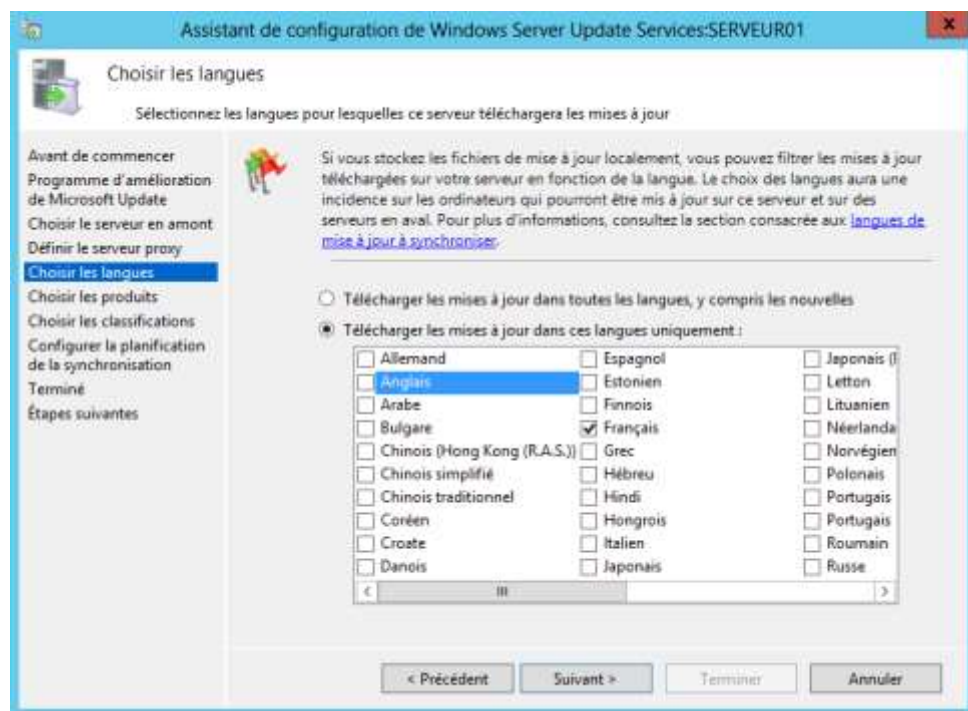 Assistant de configuration de Windows Server Update Services:SERVEUR01
x
Choisir les langues
Sélectionnez les langues pour lesquelles ce serveur téléchargera les mises à jour
Avant de commencer
Programme d'amélioration
de Microsoft Update
Choisir le serveur en amont
Définir le serveur proxy
Choisir les langues
Choisir les produits
Choisir les classifications
Configurer la planification
de la synchronisation
Terminé
Étapes suivantes
Si vous stockez les fichiers de mise à jour localement, vous pouvez filtrer les mises à jour
téléchargées sur votre serveur en fonction de la langue. Le choix des langues aura une
incidence sur les ordinateurs qui pourront être mis à jour sur ce serveur et sur des
serveurs en aval. Pour plus d'informations, consultez la section consacrée aux langues de
mise à jour à synchroniser.
Télécharger les mises à jour dans toutes les langues, y compris les nouvelles
Télécharger les mises à jour dans ces langues uniquement :
Allemand
Anglais
Arabe
Bulgare
Chinois (Hong Kong (R.A.S.))
Chinois simplifié
Chinois traditionnel
Coréen
Croate
Danois
Espagnol
Estonien
Finnois
Français
Grec
Hébreu
Hindi
Hongrois
Italien
Japonais
Japonais (
Letton
Lituanien
Néerlanda
Norvégien
Polonais
Portugais
Portugais
Roumain
Russe
< Précédent
Suivant >
Terminer
Annuler